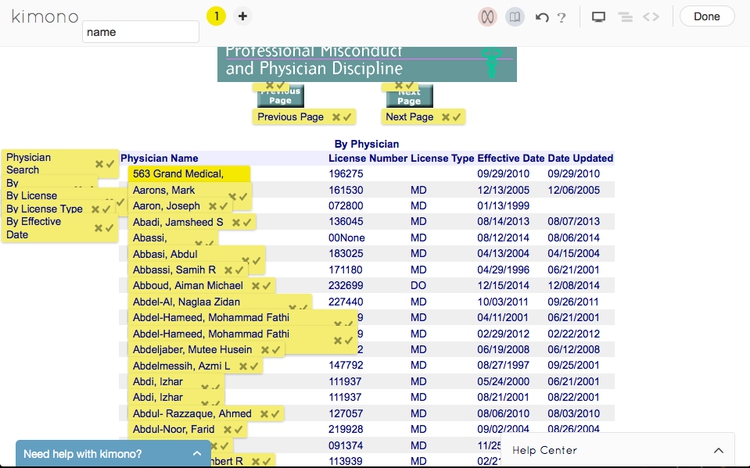 kimono
name
1 +
?
<>
Done
Professional Misconduct
and Physician Discipline
Previous
Page
Next
Page
Previous Page
Next Page
By Physician
Physician
Search
By
By License
By License Type
By Effective
Date
Physician Name License Number License Type Effective Date Date Updated
563 Grand Medical, 196275 09/29/2010 09/29/2010
Aarons, Mark 161530 MD 12/13/2005 12/06/2005
Aaron, Joseph 072800 MD 01/13/1999
Abadi, Jamsheed S 136045 MD 08/14/2013 08/07/2013
Abassi, 00None MD 08/12/2014 08/06/2014
Abbasi, Abdul 183025 MD 04/13/2004 04/15/2004
Abbassi, Samih R 171180 MD 04/29/1996 06/21/2001
Abboud, Aiman Michael 232699 DO 12/15/2014 12/08/2014
Abdel-Al, Naglaa Zidan 227440 MD 10/03/2011 09/26/2011
Abdel-Hameed, Mohammad Fathi 9 MD 04/11/2001 06/21/2001
Abdel-Hameed, Mohammad Fathi 9 MD 02/29/2012 02/22/2012
Abdeljaber, Mutee Husein 2 MD 06/19/2008 06/12/2008
Abdelmessih, Azmi L 147792 MD 08/27/1997 09/25/2001
Abdi, Izhar 111937 MD 05/24/2000 06/21/2001
Abdi, Izhar 111937 MD 08/21/2001 08/22/2001
Abdul- Razzaque, Ahmed 127057 MD 08/06/2010 08/03/2010
Abdul-Noor, Farid 219928 MD 09/02/2004 08/26/2004
091374 MD 11/25
mbert R 113939 MD 02/21
Need help with kimono?
Help Center